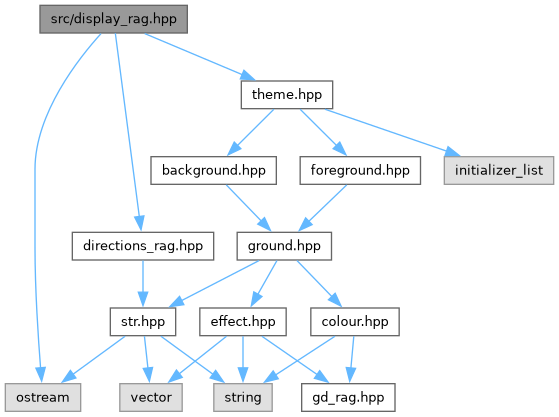 src/display_rag.hpp
theme.hpp
background.hpp
foreground.hpp
initializer_list
directions_rag.hpp
ground.hpp
str.hpp
effect.hpp
colour.hpp
ostream
vector
string
gd_rag.hpp